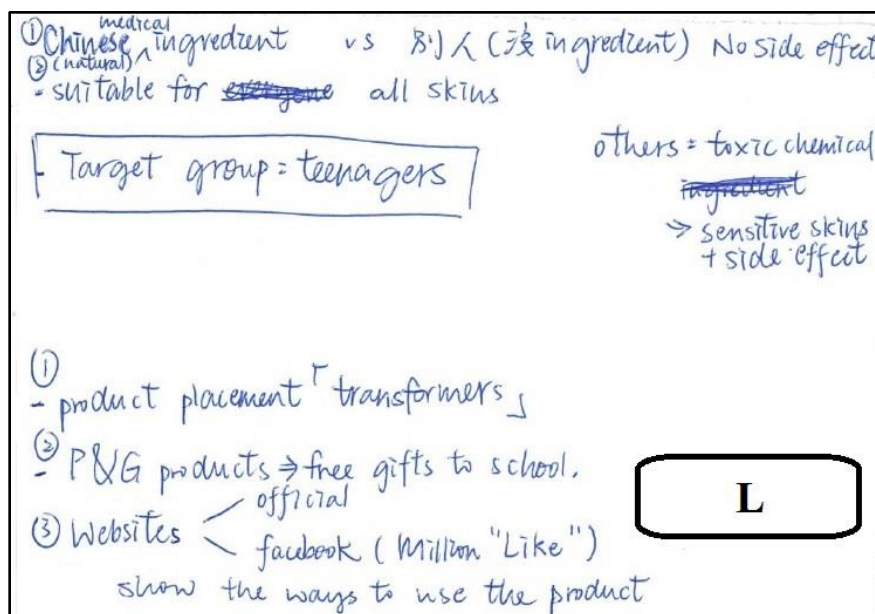 ① Chinese medical ingredient vs 別人 (沒 ingredient) No side effect
② (natural)
- suitable for everyone all skins
- Target group = teenagers
others = toxic chemical
ingredient
⇒ sensitive skins
+ side effect
①
- product placement「transformers」
②
- P&G products ⇒ free gifts to school.
③ Websites official
facebook (Million "Like")
show the ways to use the product
L